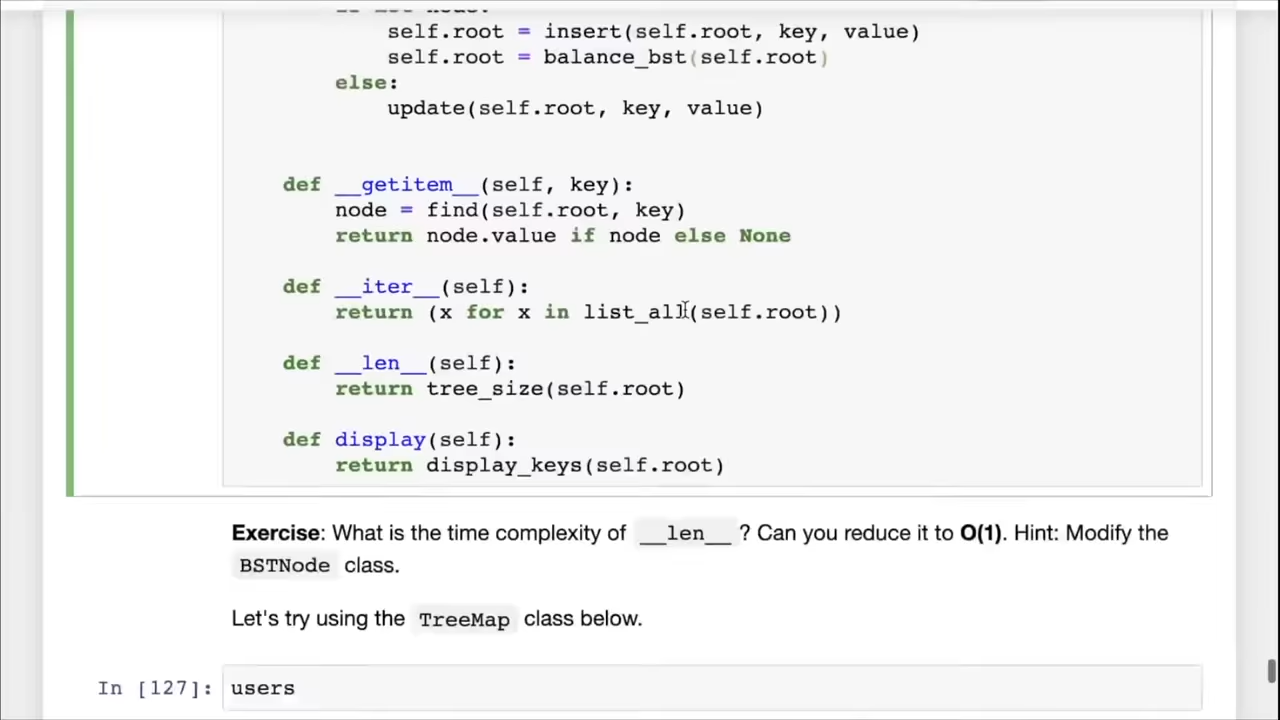 self.root = insert(self.root, key, value)
self.root = balance_bst(self.root)
else:
update(self.root, key, value)
def __getitem__(self, key):
node = find(self.root, key)
return node.value if node else None
def __iter__(self):
return (x for x in list_all(self.root))
def __len__(self):
return tree_size(self.root)
def display(self):
return display_keys(self.root)
Exercise: What is the time complexity of __len__ ? Can you reduce it to O(1). Hint: Modify the
BSTNode class.
Let's try using the TreeMap class below.
In [127]: users